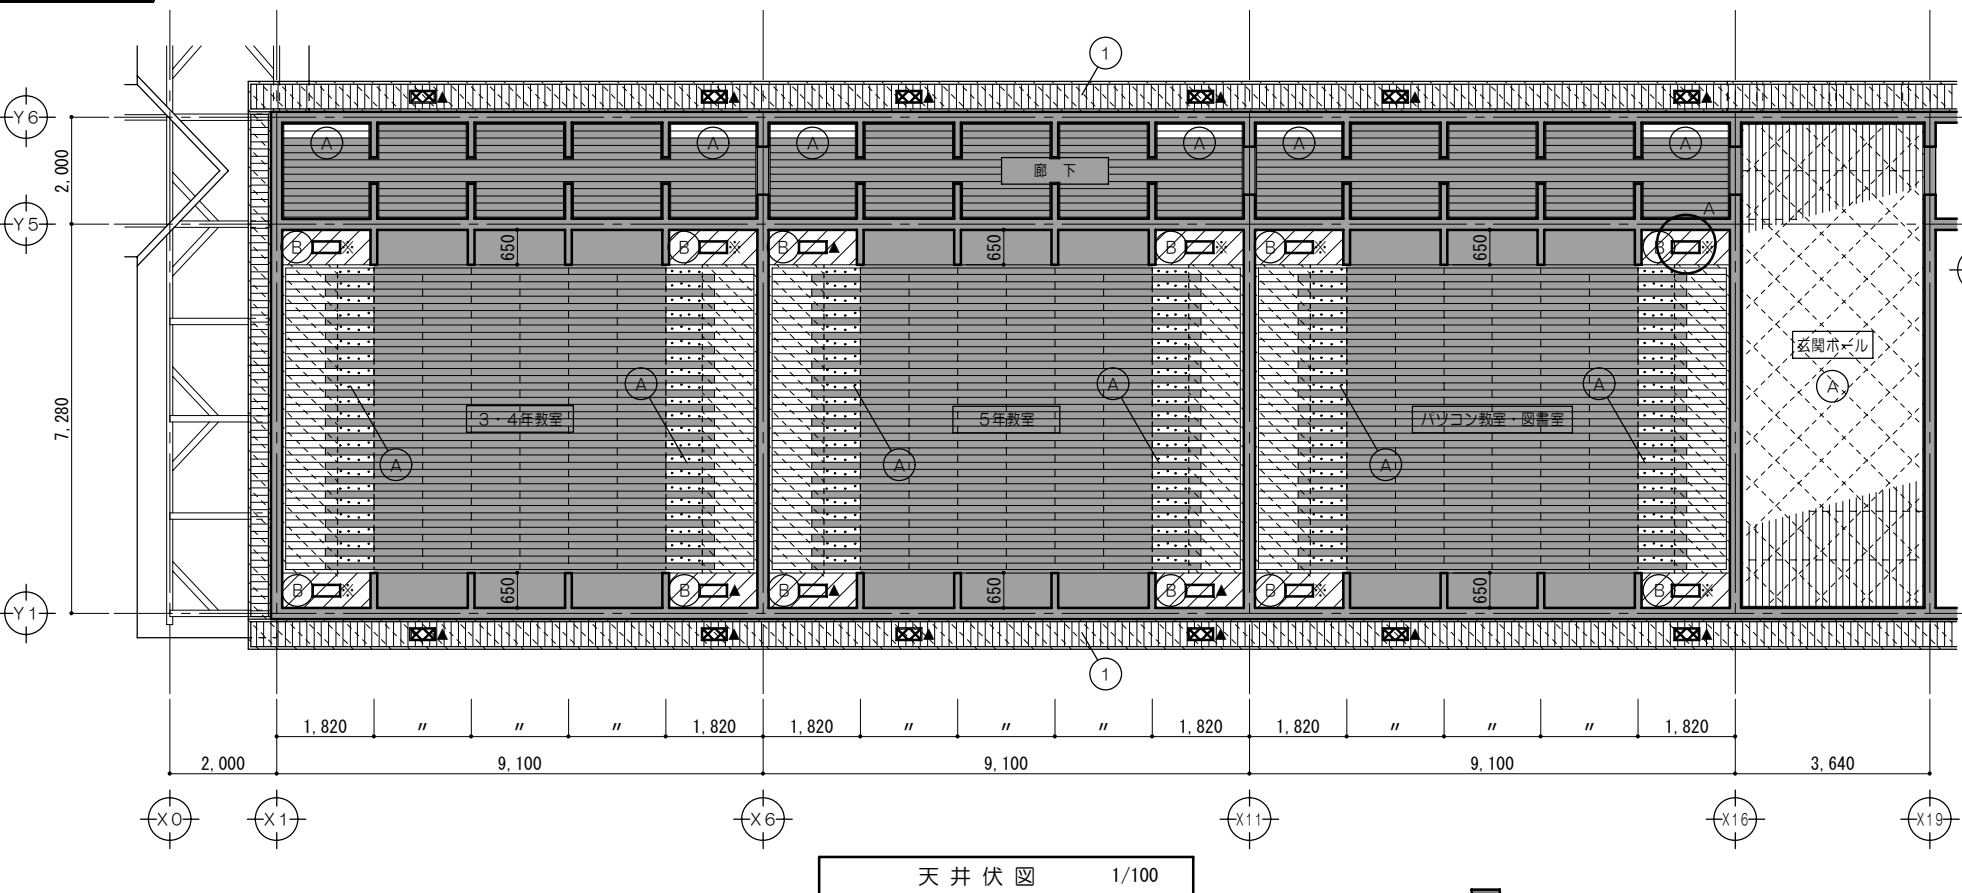 1
Y6
2,000
A A A A A A
廊 下
Y5
A
B ※ 650 B ※ B ▲ 650 B ※ B ※ 650 B ※
玄関ホール
A A A A
7,280
3・4年教室 5年教室 パソコン教室・図書室
A A A
B ※ 650 B ▲ B ▲ 650 B ▲ B ※ 650 B ※
Y1
1
1,820 〃 〃 〃 1,820 1,820 〃 〃 〃 1,820 1,820 〃 〃 〃 1,820
2,000 9,100 9,100 9,100 3,640
X0 X1 X6 X11 X16 X19
天井伏図 1/100